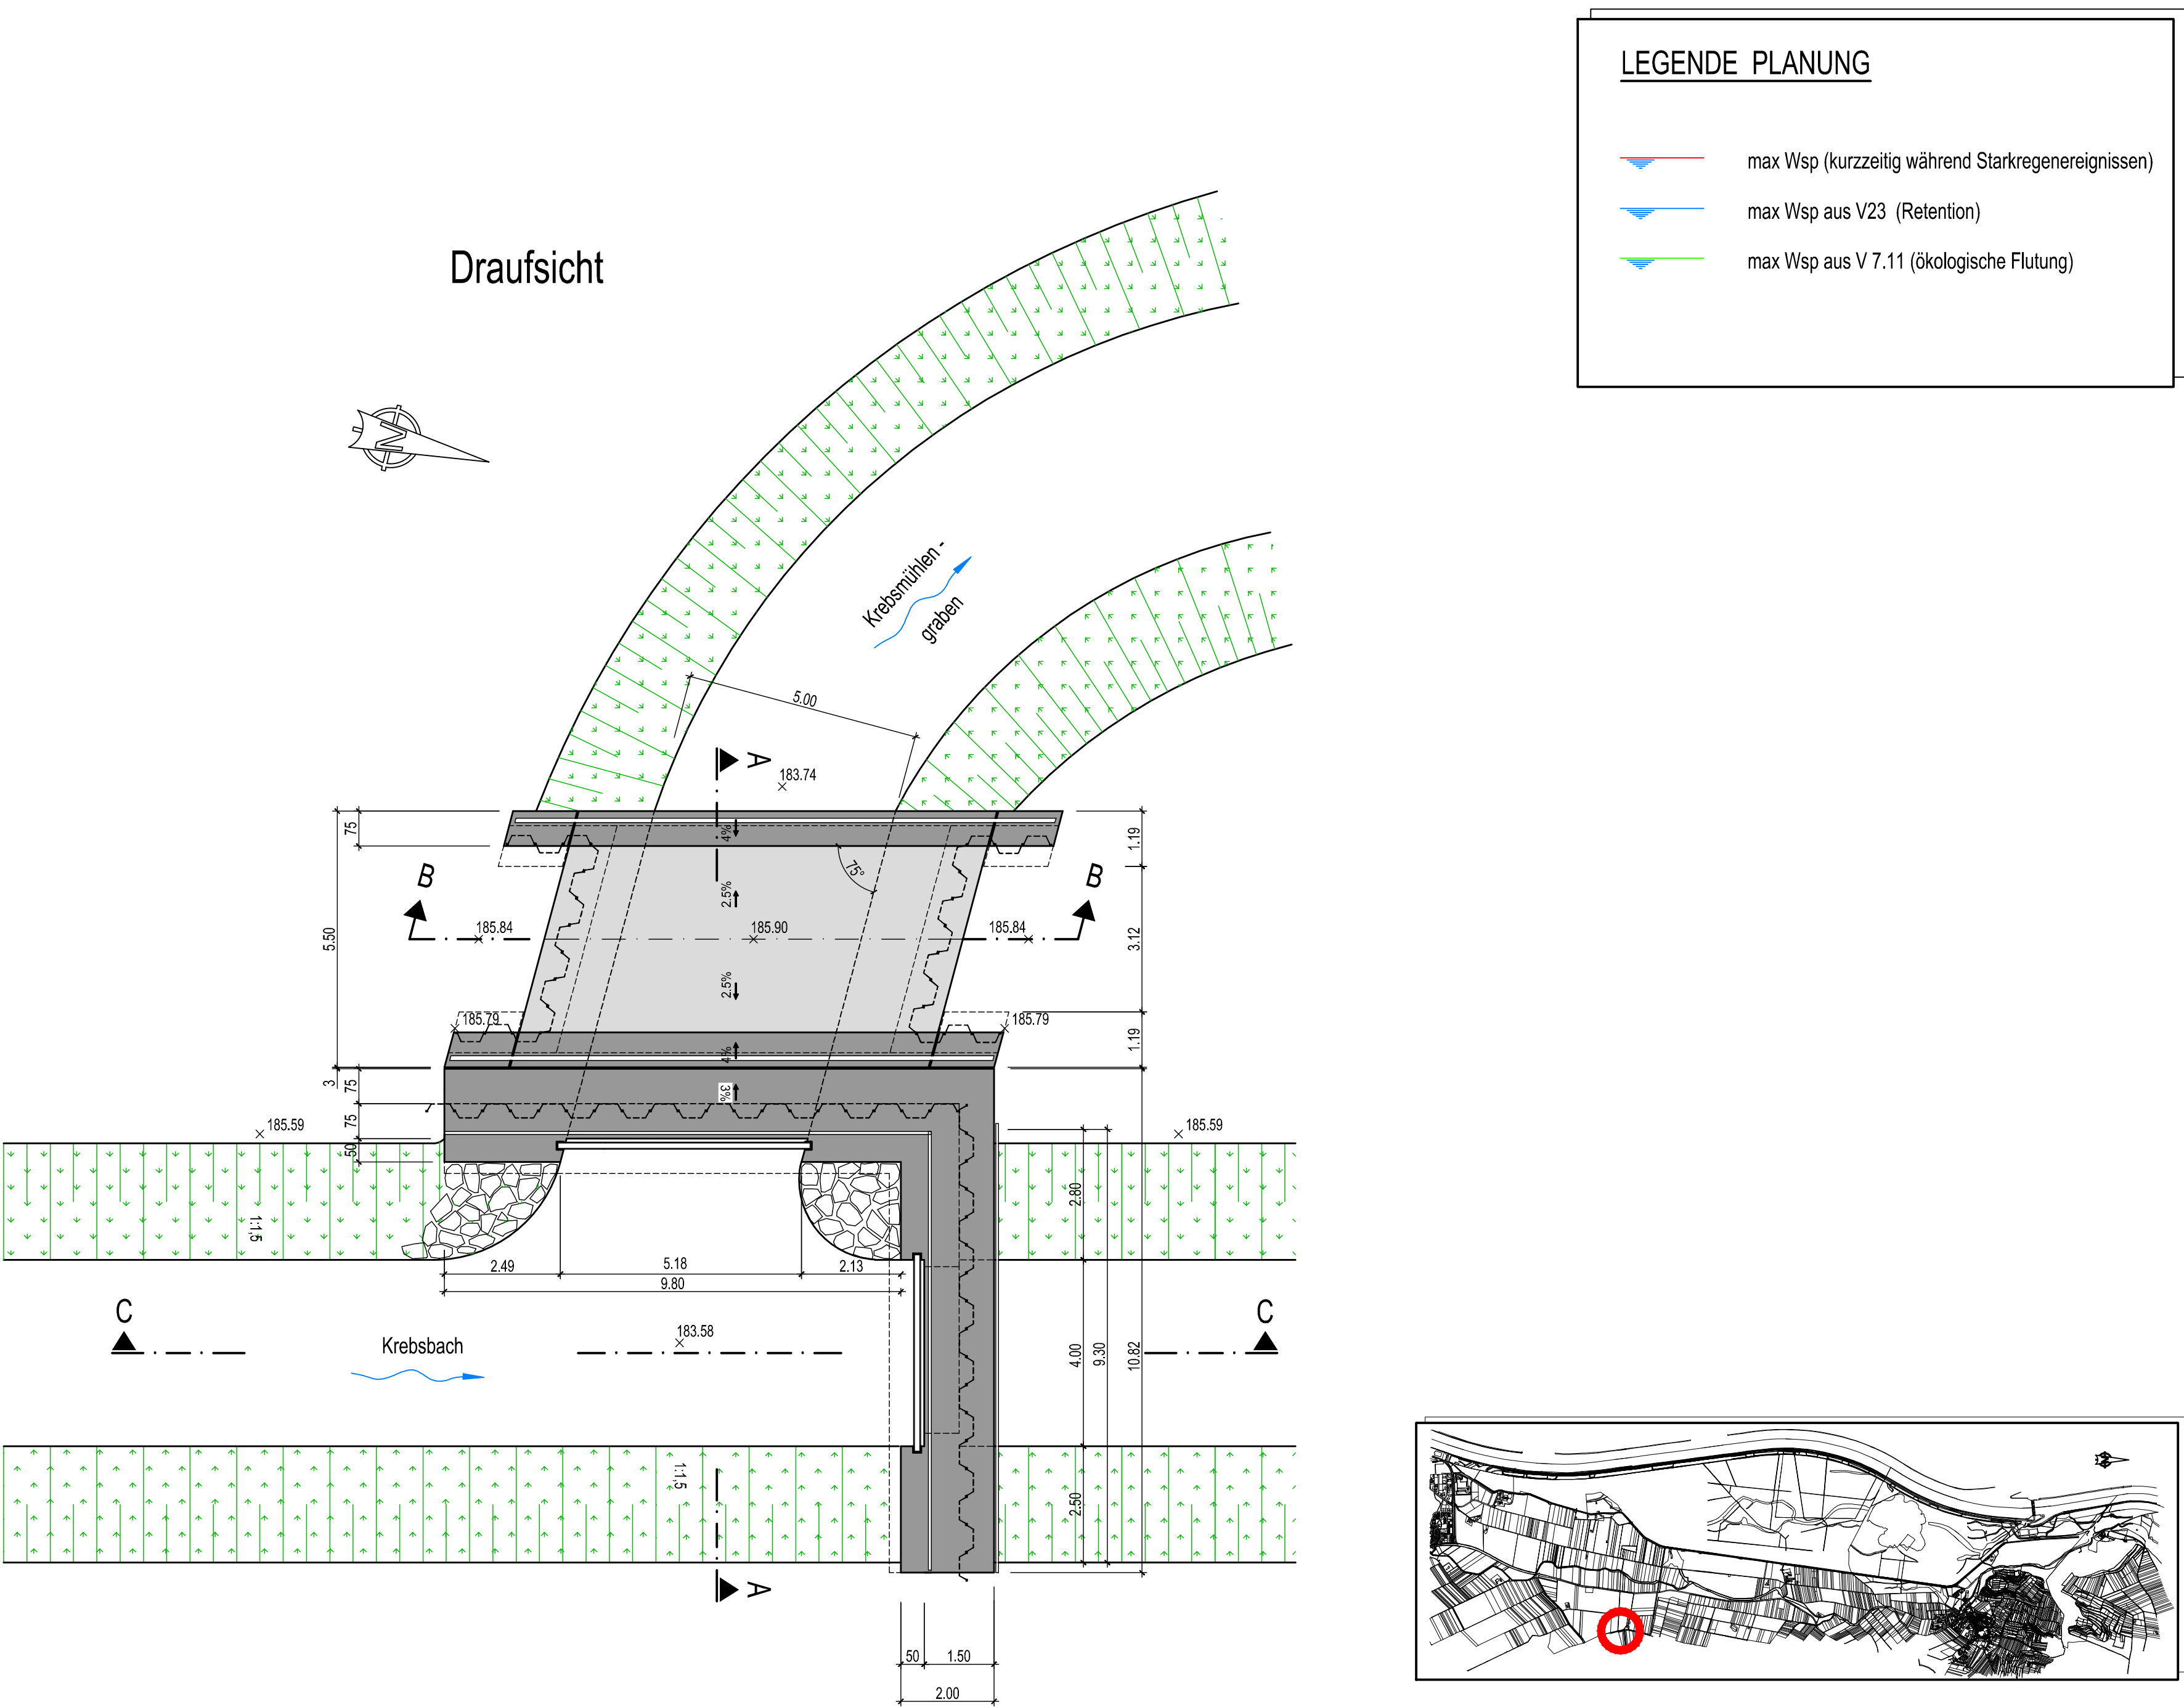 LEGENDE PLANUNG
max Wsp (kurzzeitig während Starkregenereignissen)
max Wsp aus V23 (Retention)
max Wsp aus V 7.11 (ökologische Flutung)
Draufsicht
N
Krebsmühlen -
graben
5.00
A
183.74
75
4%
1.19
75°
B
B
2.5%
5.50
185.84
185.90
185.84
3.12
2.5%
185.79
185.79
4%
1.19
3
75
3%
75
185.59
185.59
50
2.80
1:1,5
2.49
5.18
2.13
9.80
C
C
183.58
Krebsbach
4.00
9.30
10.82
1:1,5
2.50
A
50
1.50
2.00